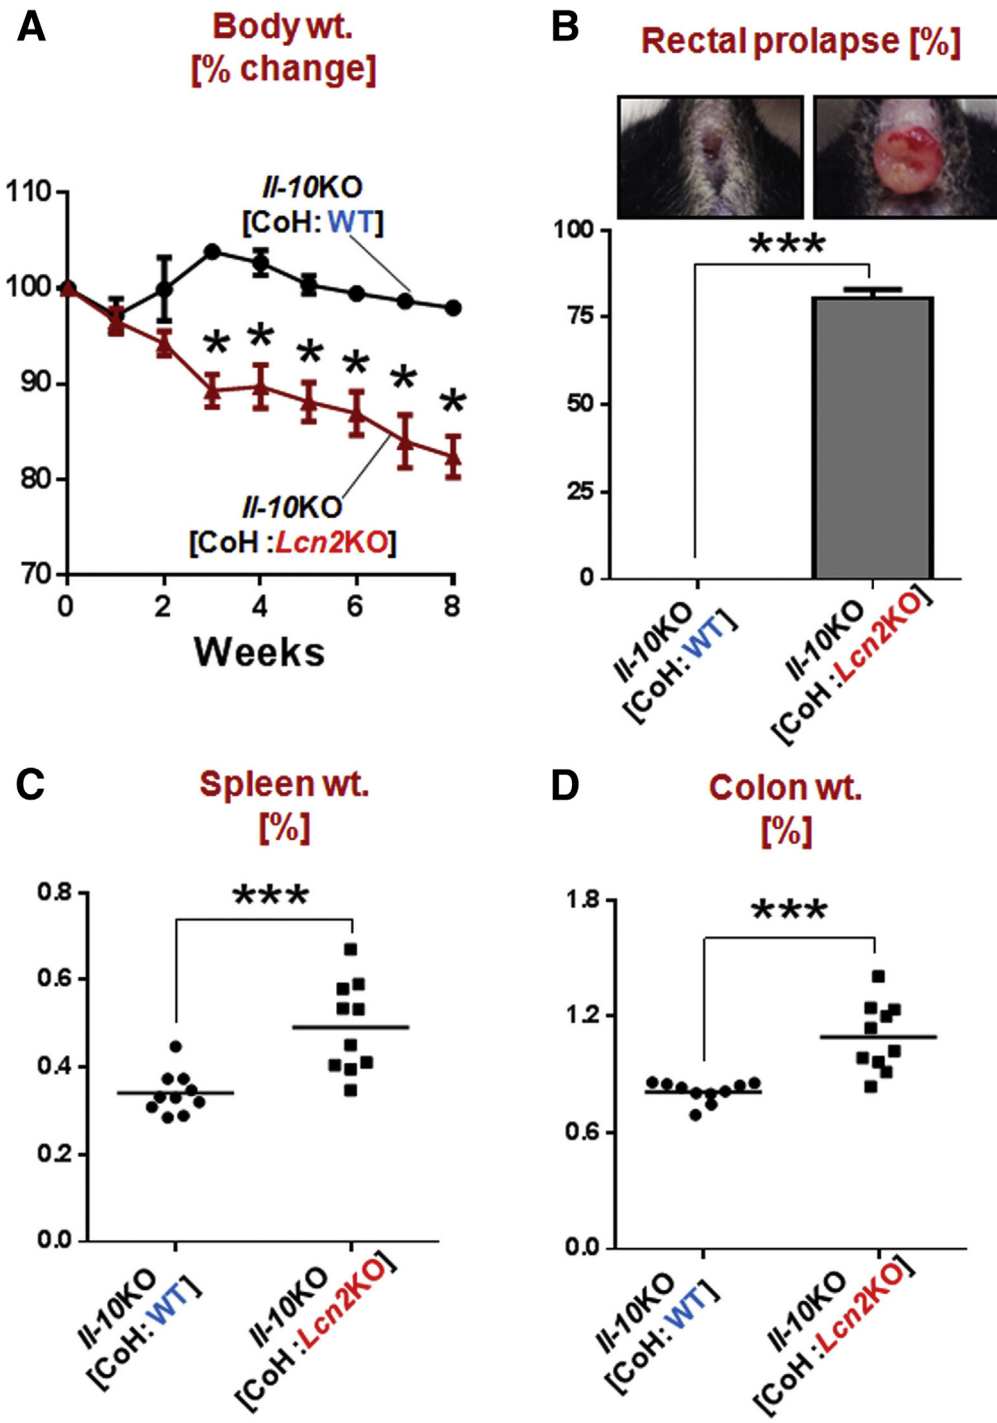 A
Body wt.
[% change]
110
100
90
80
70
0
2
4
6
8
Weeks
Il-10KO
[CoH: WT]
* * * * * *
Il-10KO
[CoH :Lcn2KO]
B
Rectal prolapse [%]
100
75
50
25
0
***
Il-10KO
[CoH: WT]
Il-10KO
[CoH :Lcn2KO]
C
Spleen wt.
[%]
0.8
0.6
0.4
0.2
0.0
***
Il-10KO
[CoH: WT]
Il-10KO
[CoH :Lcn2KO]
D
Colon wt.
[%]
1.8
1.2
0.6
0.0
***
Il-10KO
[CoH: WT]
Il-10KO
[CoH :Lcn2KO]